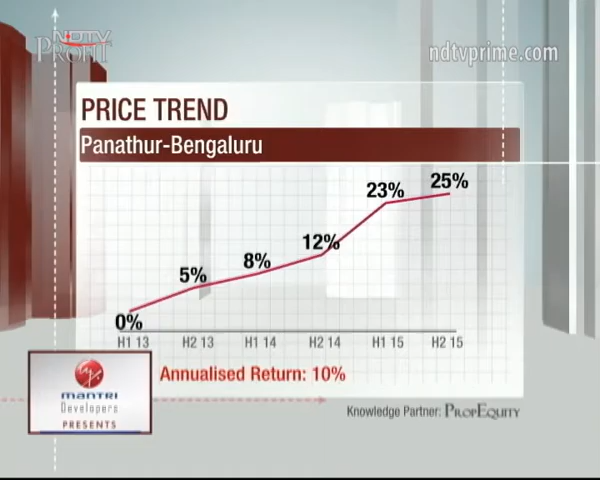 NDTV
PROFIT
ndtvprime.com
PRICE TREND
Panathur-Bengaluru
0%
5%
8%
12%
23%
25%
H1 13
H2 13
H1 14
H2 14
H1 15
H2 15
Annualised Return: 10%
MANTRI
Developers
PRESENTS
Knowledge Partner: PROPEQUITY